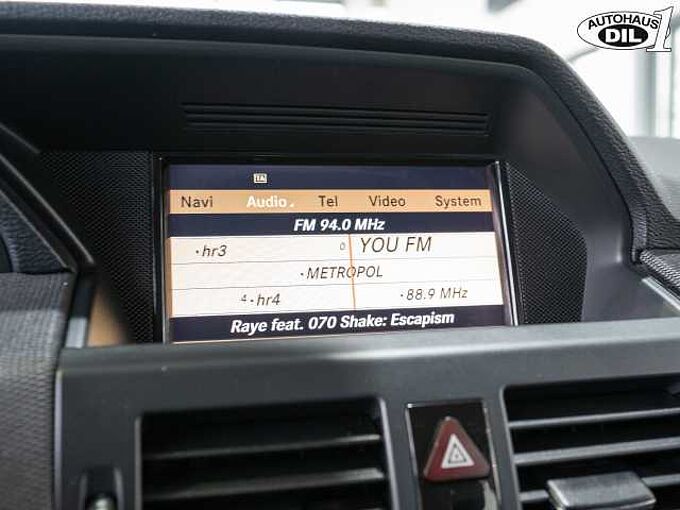 AUTOHAUS
DIL 1
TA
Navi Audio Tel Video System
FM 94.0 MHz
•hr3 0 YOU FM
•METROPOL
4 •hr4 •88.9 MHz
Raye feat. 070 Shake: Escapism